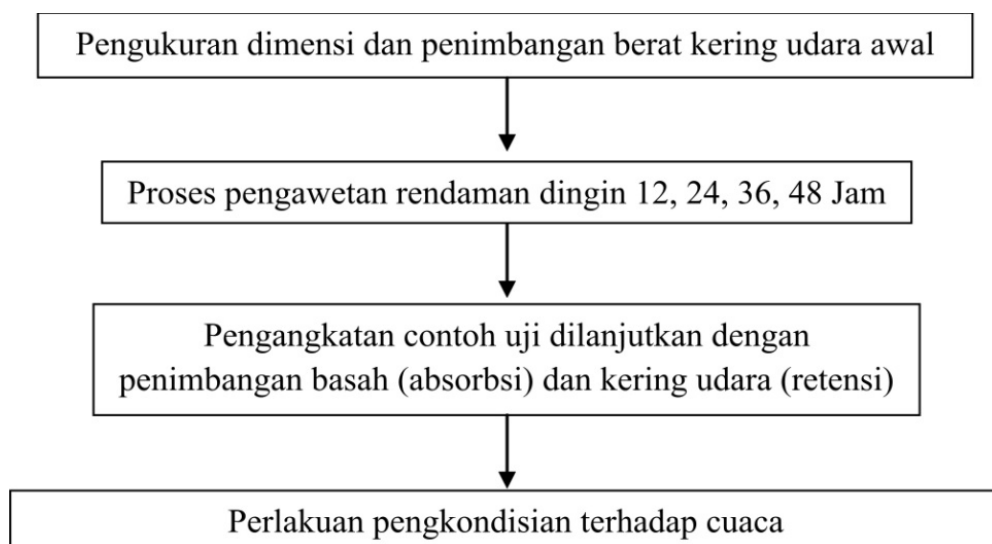 Pengukuran dimensi dan penimbangan berat kering udara awal
Proses pengawetan rendaman dingin 12, 24, 36, 48 Jam
Pengangkatan contoh uji dilanjutkan dengan
penimbangan basah (absorbsi) dan kering udara (retensi)
Perlakuan pengkondisian terhadap cuaca